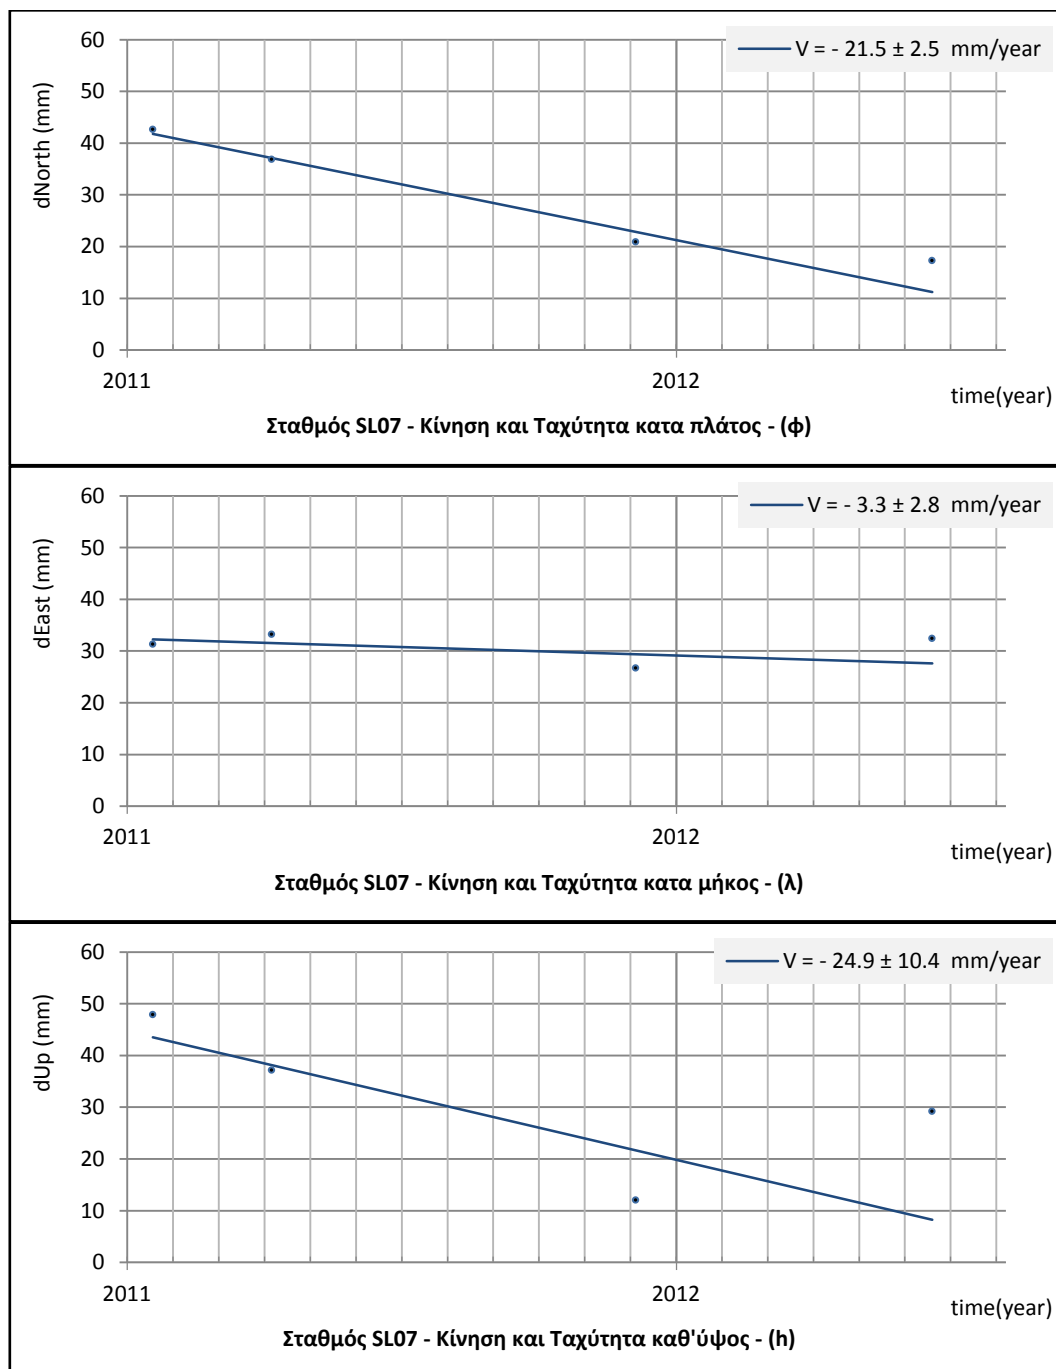 V = - 21.5 ± 2.5 mm/year
dNorth (mm)
60
50
40
30
20
10
0
2011 2012
time(year)
Σταθμός SL07 - Κίνηση και Ταχύτητα κατα πλάτος - (φ)
V = - 3.3 ± 2.8 mm/year
dEast (mm)
60
50
40
30
20
10
0
2011 2012
time(year)
Σταθμός SL07 - Κίνηση και Ταχύτητα κατα μήκος - (λ)
V = - 24.9 ± 10.4 mm/year
dUp (mm)
60
50
40
30
20
10
0
2011 2012
time(year)
Σταθμός SL07 - Κίνηση και Ταχύτητα καθ'ύψος - (h)